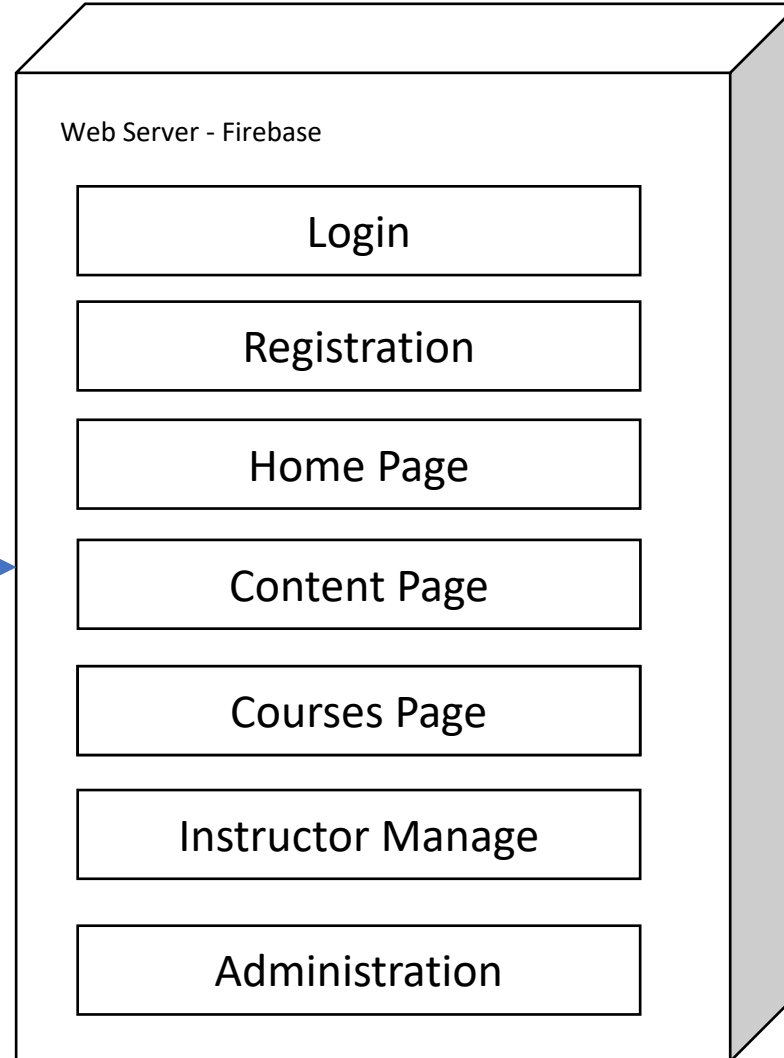 Web Server - Firebase
Login
Registration
Home Page
Content Page
Courses Page
Instructor Manage
Administration